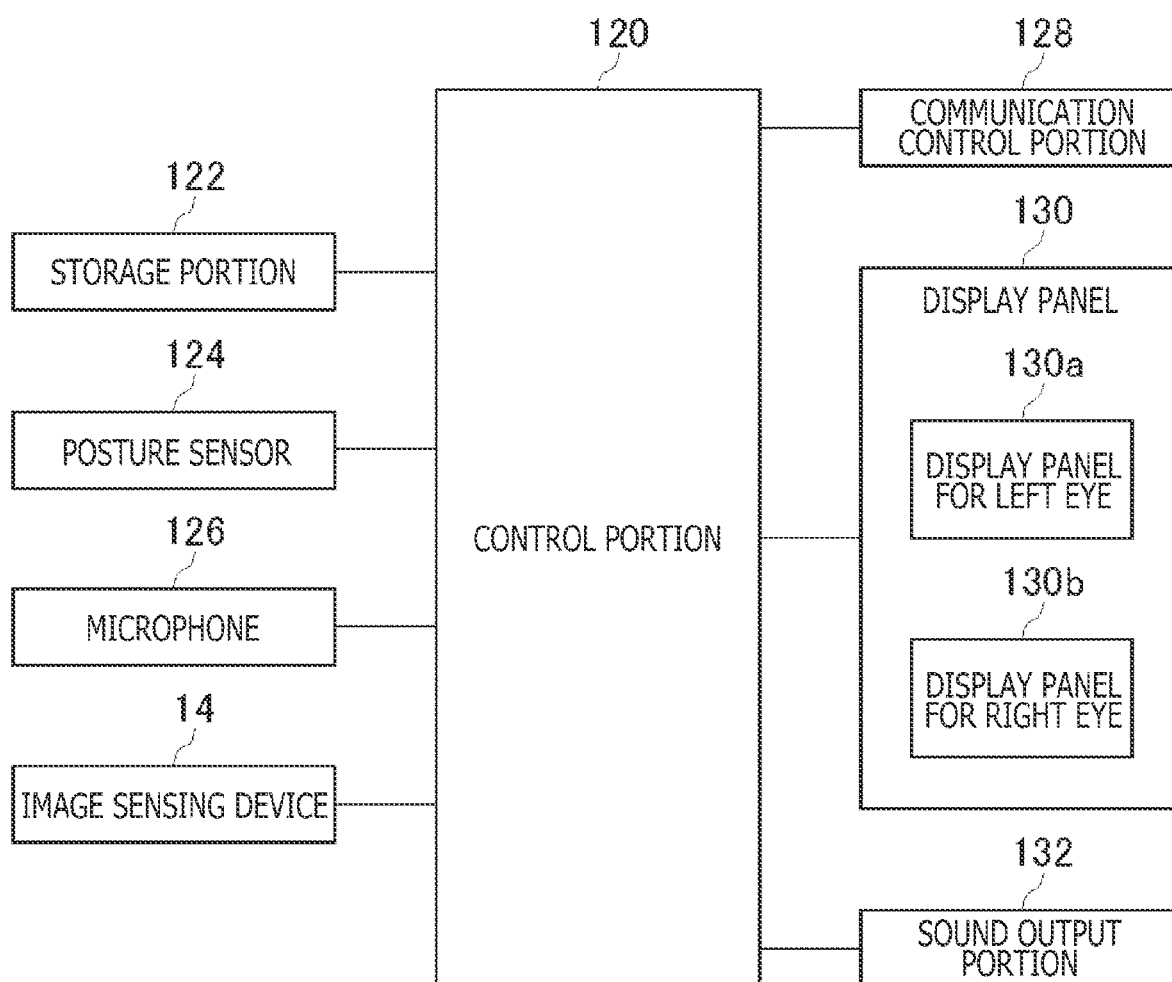 120
128
COMMUNICATION
CONTROL PORTION
122
STORAGE PORTION
130
DISPLAY PANEL
124
POSTURE SENSOR
130a
DISPLAY PANEL
FOR LEFT EYE
CONTROL PORTION
126
MICROPHONE
130b
DISPLAY PANEL
FOR RIGHT EYE
14
IMAGE SENSING DEVICE
132
SOUND OUTPUT
PORTION